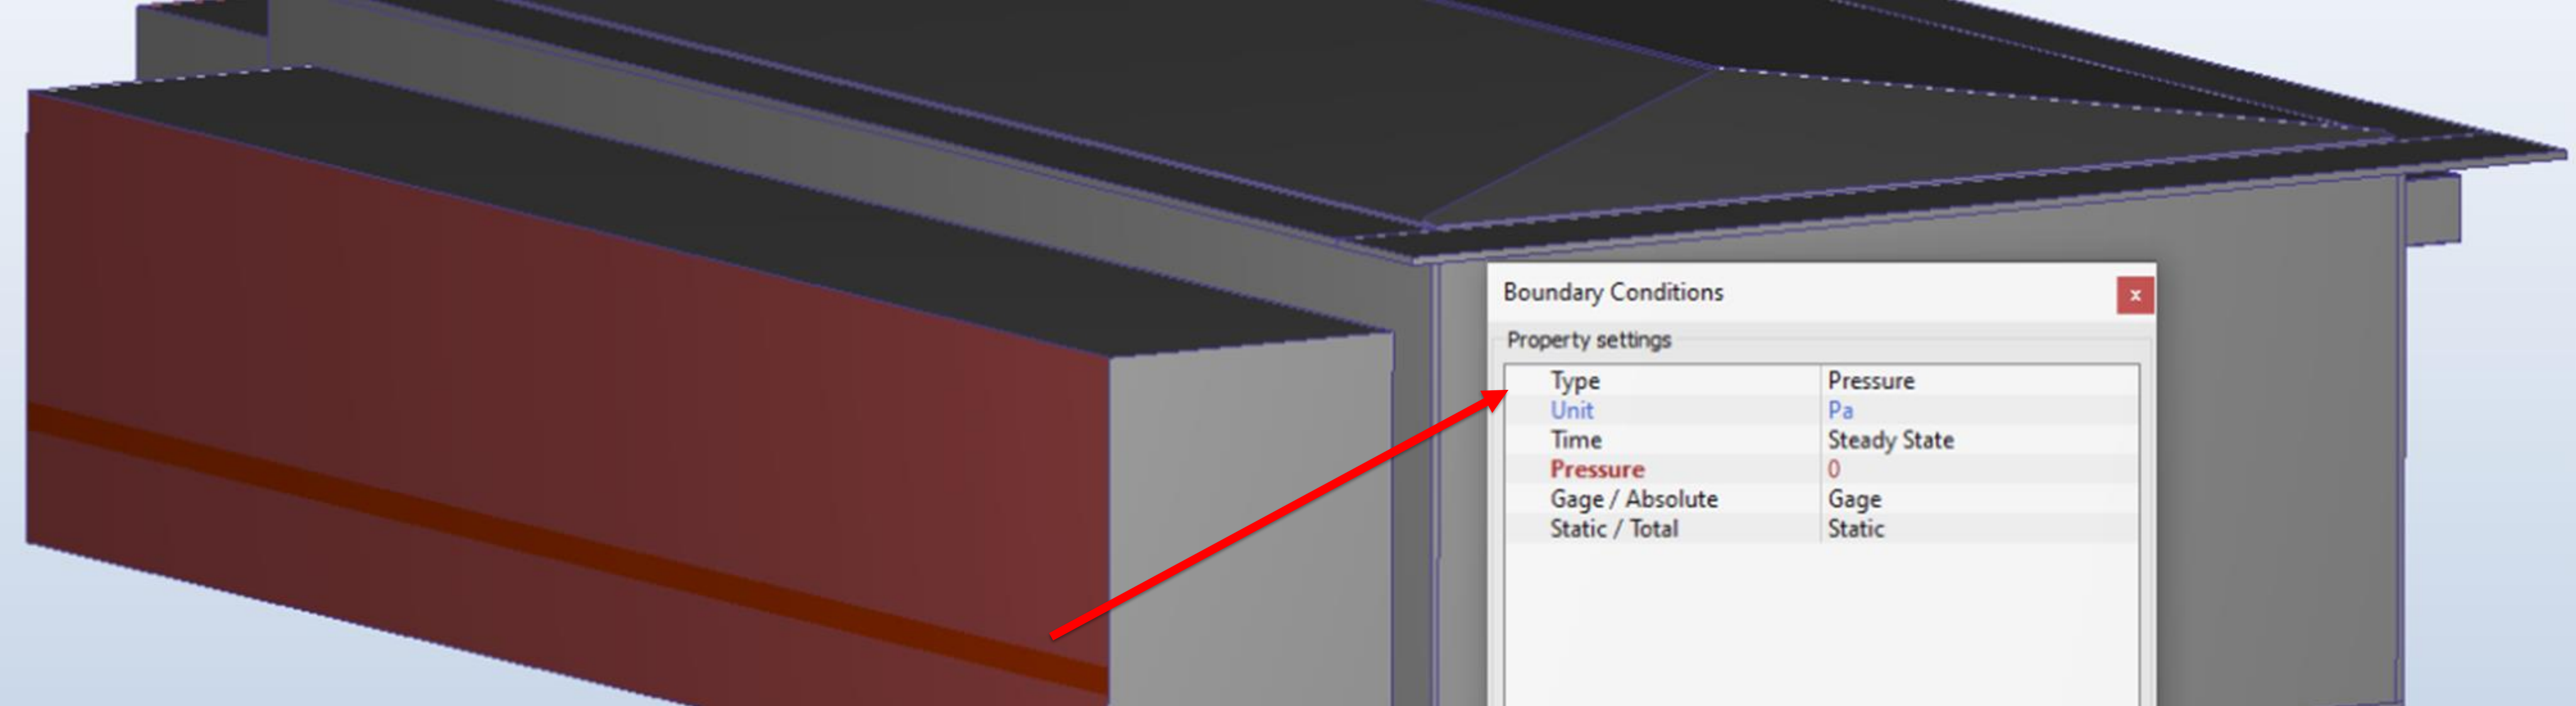 Boundary Conditions
x
Property settings
Type Pressure
Unit Pa
Time Steady State
Pressure 0
Gage / Absolute Gage
Static / Total Static